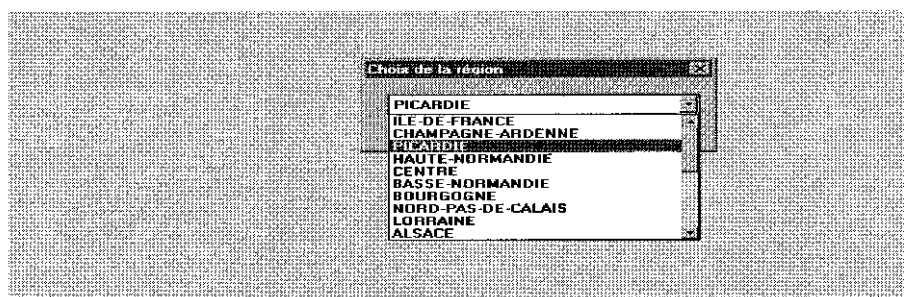 Choix de la région
PICARDIE
ILE-DE-FRANCE
CHAMPAGNE-ARDENNE
PICARDIE
HAUTE-NORMANDIE
CENTRE
BASSE-NORMANDIE
BOURGOGNE
NORD-PAS-DE-CALAIS
LORRAINE
ALSACE